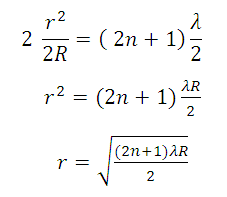 2 r²/2R = ( 2n + 1) λ/2
r² = (2n + 1) λR/2
r = √((2n+1)λR/2)